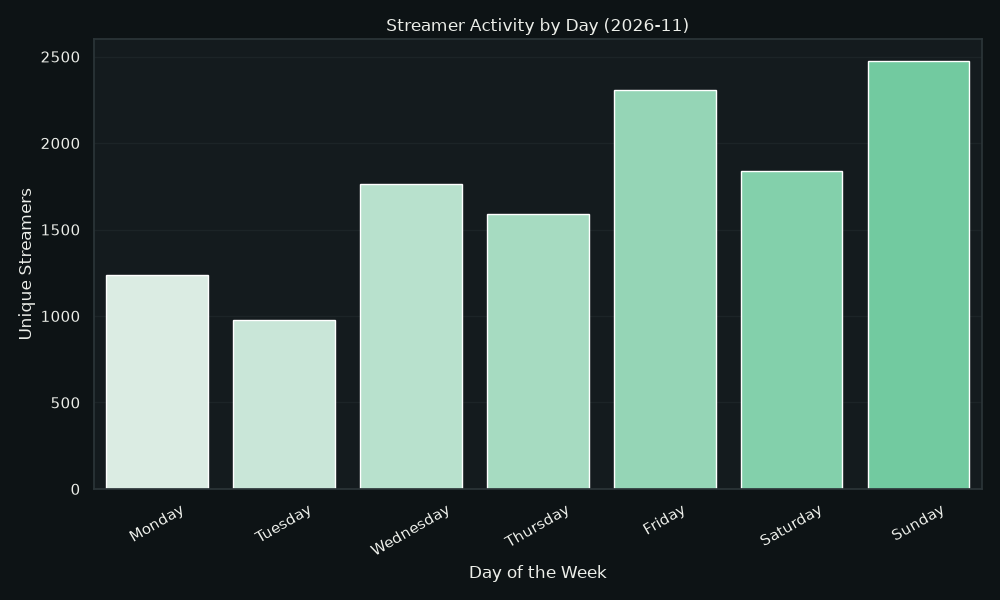 Streamer Activity by Day (2026-11)
Unique Streamers
2500
2000
1500
1000
500
0
Monday
Tuesday
Wednesday
Thursday
Friday
Saturday
Sunday
Day of the Week